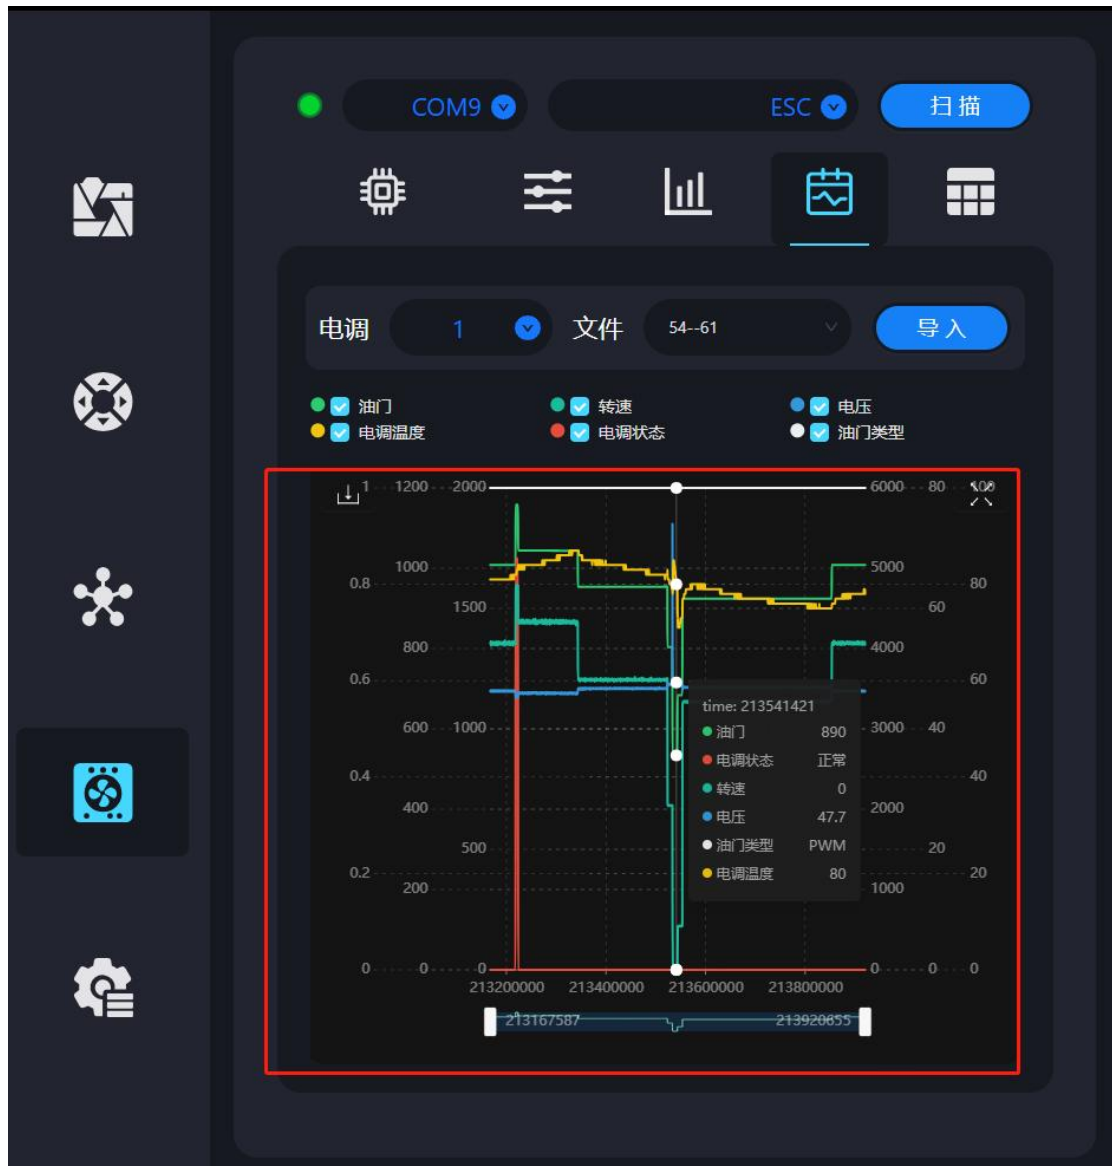 COM9 ESC 扫描
电调 1 文件 54--61 导入
油门 转速 电压
电调温度 电调状态 油门类型
1 1200 2000 6000 80 100
1000 5000
0.8 80
1500 60
800 4000
0.6 60
time: 213541421
600 1000 3000 40
油门 890
电调状态 正常
0.4 40
转速 0
400 2000
电压 47.7
500 20
油门类型 PWM
0.2 20
电调温度 80
200 1000
0 0 0 0 0 0
213200000 213400000 213600000 213800000
213167587 213920655